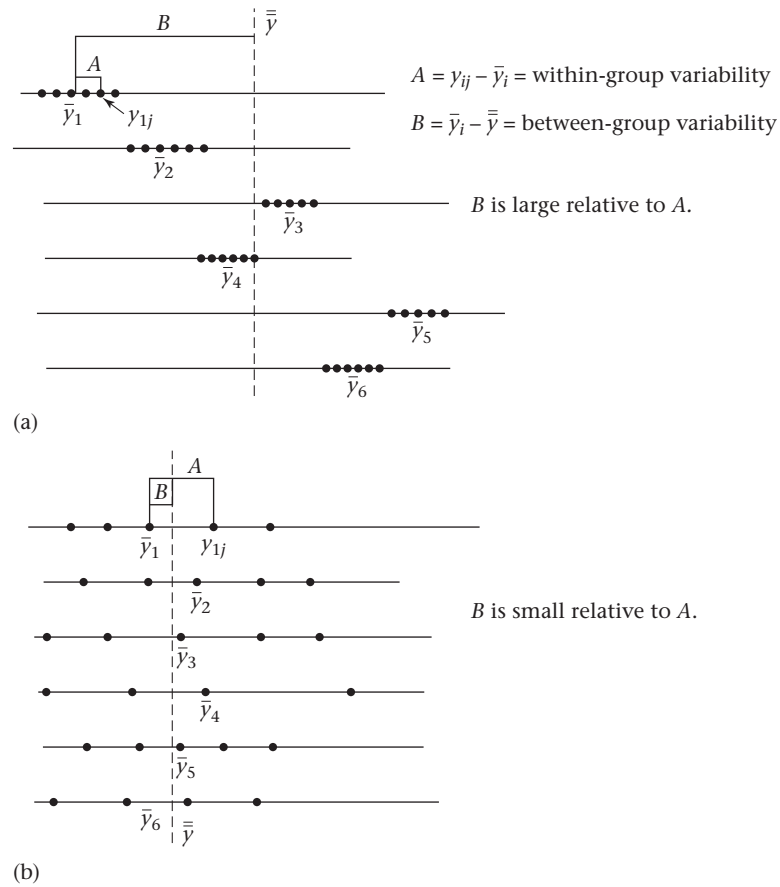 B
y̿
A
A = yᵢⱼ – ȳᵢ = within-group variability
ȳ₁ y₁ⱼ
B = ȳᵢ – y̿ = between-group variability
ȳ₂
B is large relative to A.
ȳ₃
ȳ₄
ȳ₅
ȳ₆
(a)
A
B
ȳ₁ y₁ⱼ
ȳ₂
B is small relative to A.
ȳ₃
ȳ₄
ȳ₅
ȳ₆ y̿
(b)